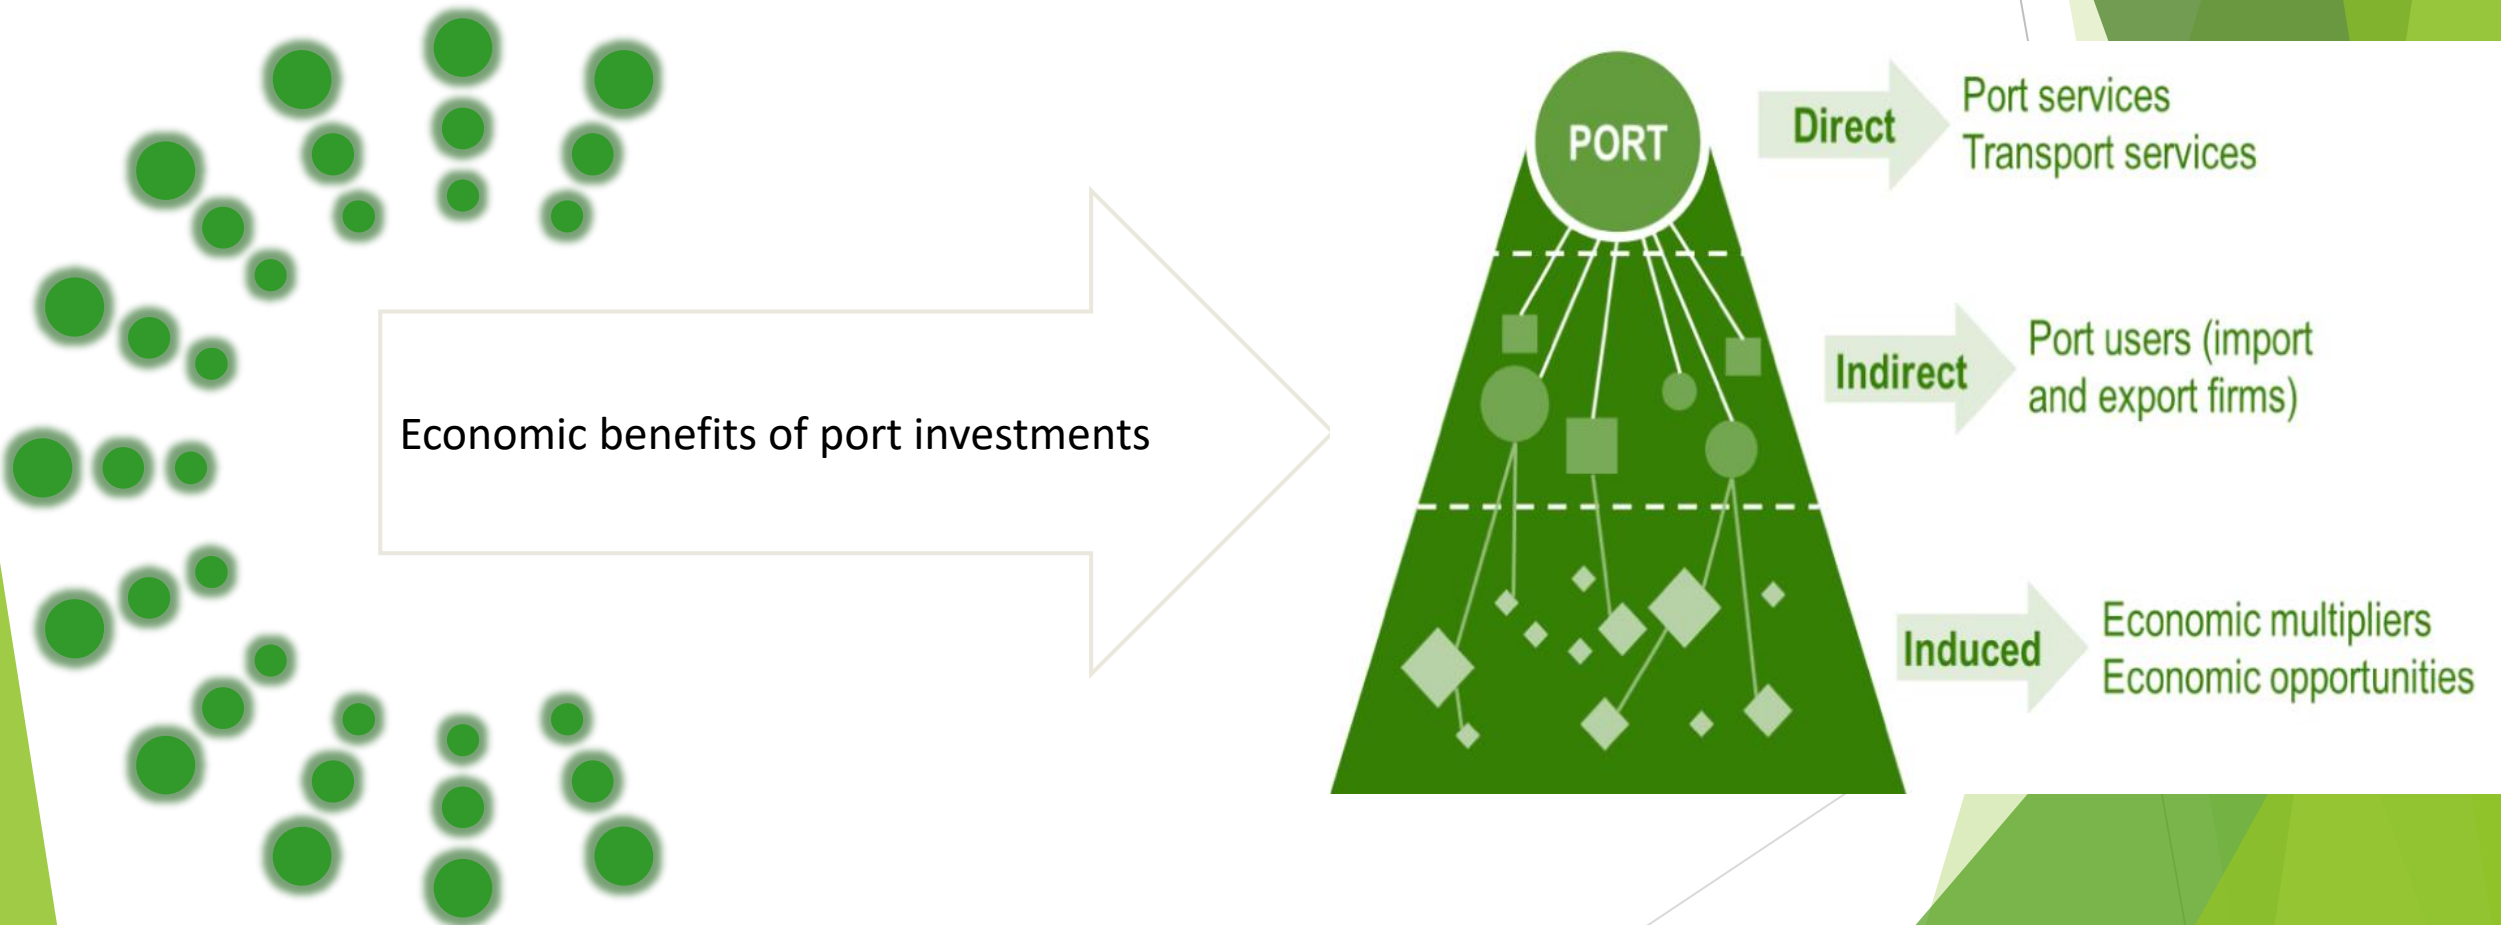 Economic benefits of port investments
PORT
Direct
Port services
Transport services
Indirect
Port users (import
and export firms)
Induced
Economic multipliers
Economic opportunities